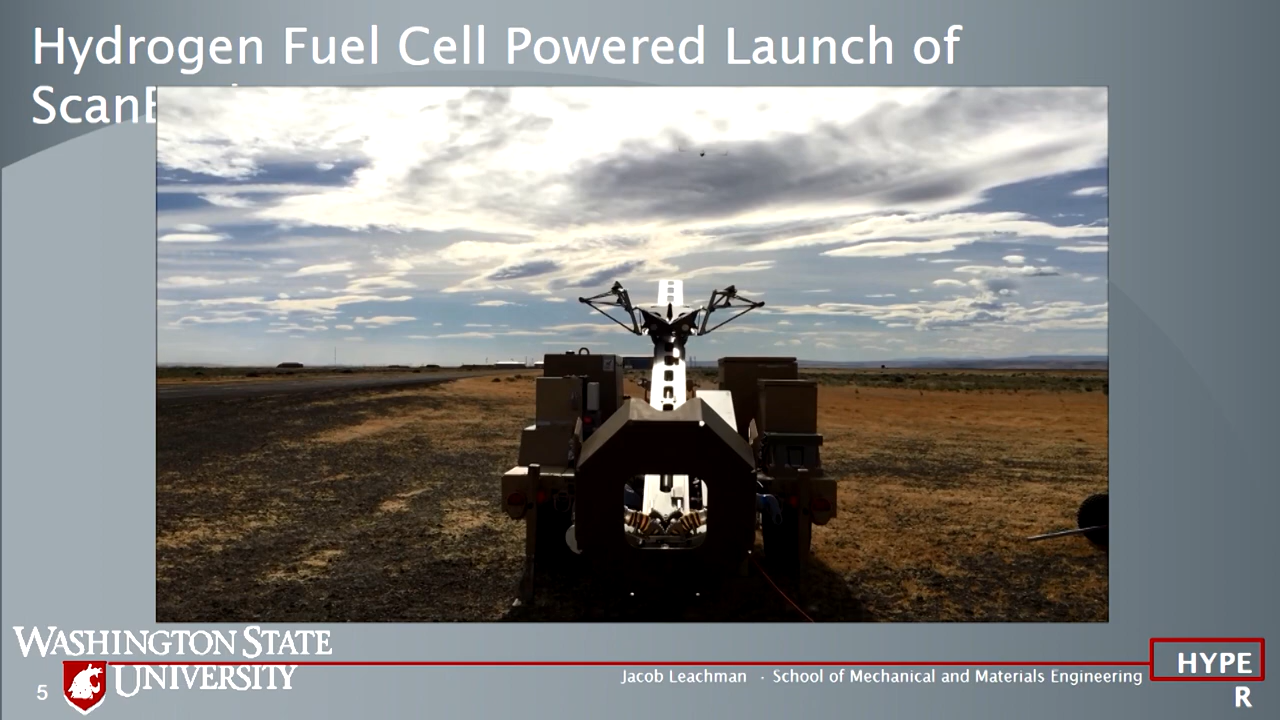 Hydrogen Fuel Cell Powered Launch of
WASHINGTON STATE
UNIVERSITY
5
Jacob Leachman · School of Mechanical and Materials Engineering
HYPE
R